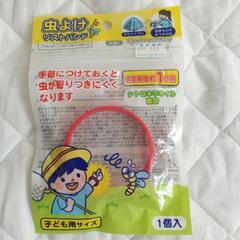 虫よけ
リストバンド
手首につけておくと
虫が寄りつきにくく
なります
有効期間約1か月
シトロネラオイル
配合
子ども用サイズ
1個入